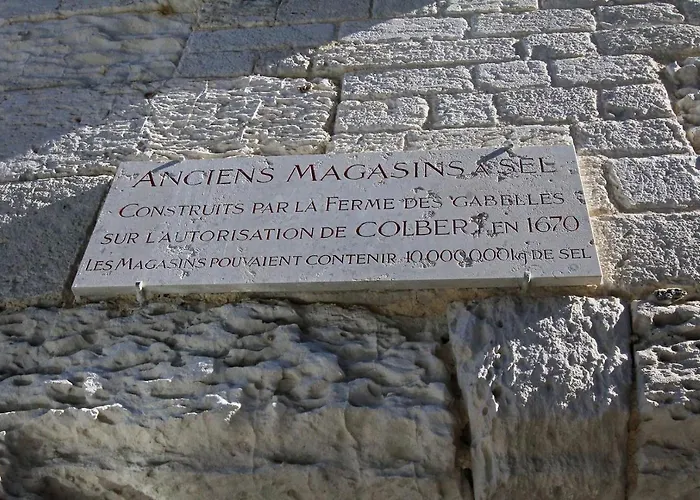 ANCIENS MAGASINS A SEL
CONSTRUITS PAR LA FERME DES GABELLES
SUR L'AUTORISATION DE COLBERT EN 1670
LES MAGASINS POUVAIENT CONTENIR 10.000.000 kg DE SEL